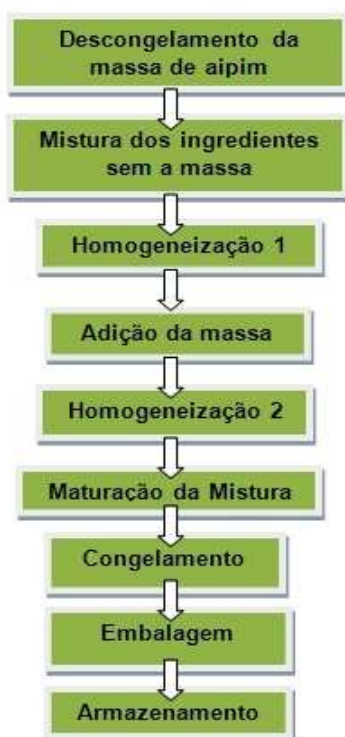 Descongelamento da
massa de aipim
Mistura dos ingredientes
sem a massa
Homogeneização 1
Adição da massa
Homogeneização 2
Maturação da Mistura
Congelamento
Embalagem
Armazenamento